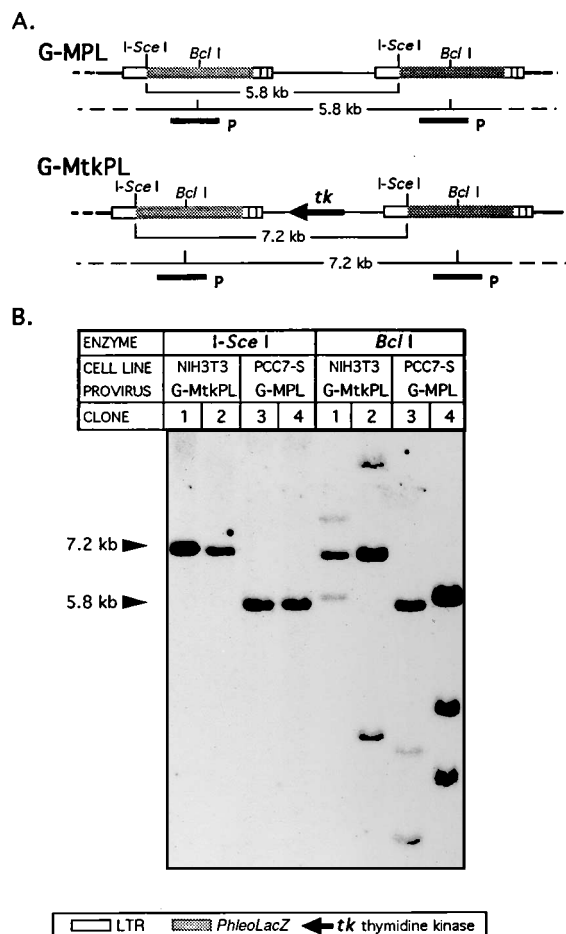 A.
G-MPL
I-Sce I
Bcl I
I-Sce I
Bcl I
5.8 kb
5.8 kb
P
P
G-MtkPL
I-Sce I
Bcl I
tk
I-Sce I
Bcl I
7.2 kb
7.2 kb
P
P
B.
ENZYME I-Sce I Bcl I
CELL LINE NIH3T3 PCC7-S NIH3T3 PCC7-S
PROVIRUS G-MtkPL G-MPL G-MtkPL G-MPL
CLONE 1 2 3 4 1 2 3 4
7.2 kb
5.8 kb
LTR PhleoLacZ tk thymidine kinase